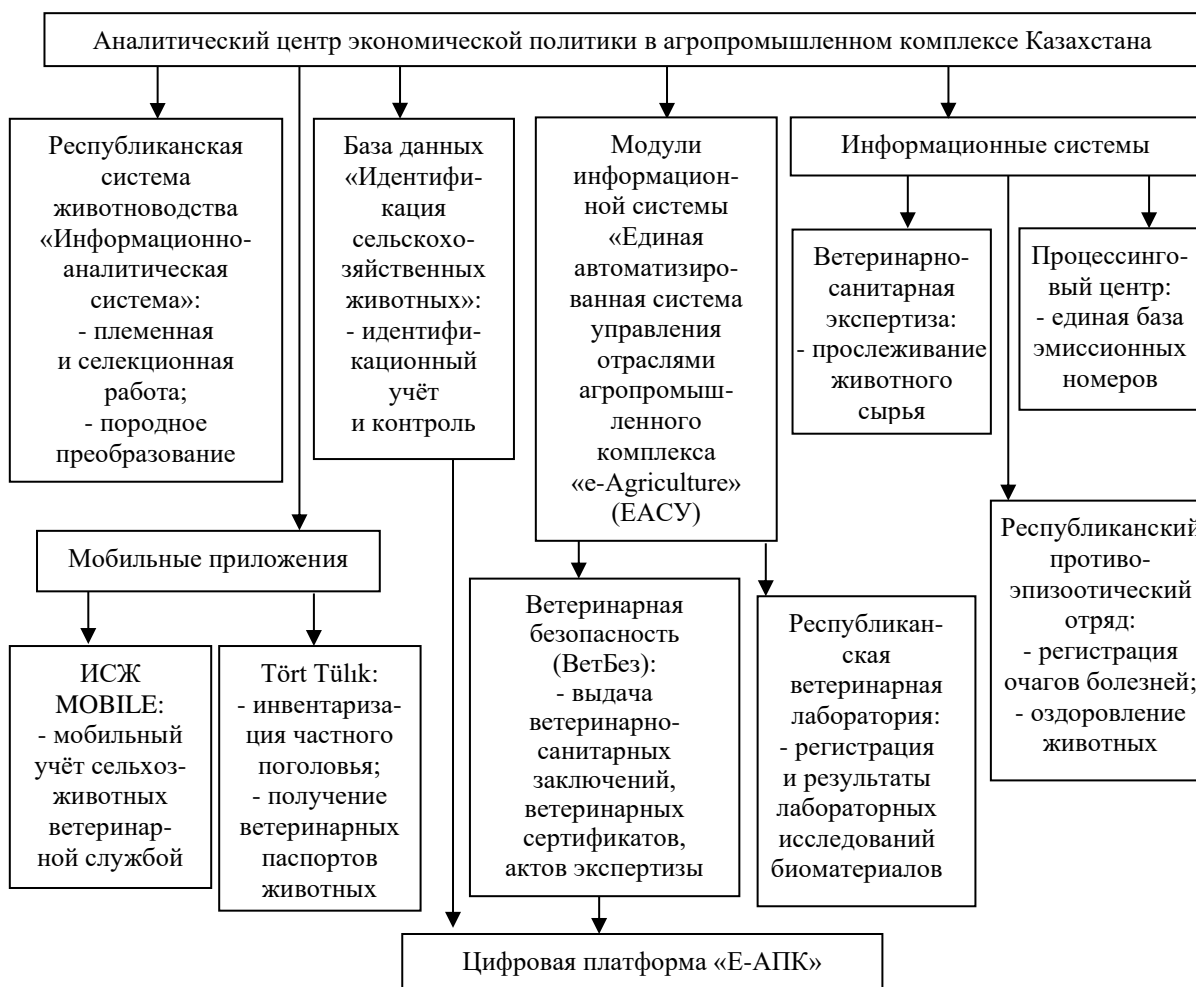 Аналитический центр экономической политики в агропромышленном комплексе Казахстана
Республиканская
система
животноводства
«Информационно-
аналитическая
система»:
- племенная
и селекционная
работа;
- породное
преобразование
База данных
«Идентифи-
кация
сельскохо-
зяйственных
животных»:
- идентифи-
кационный
учёт
и контроль
Модули
информацион-
ной системы
«Единая
автоматизиро-
ванная система
управления
отраслями
агропромыш-
ленного
комплекса
«e-Agriculture»
(ЕАСУ)
Информационные системы
Ветеринарно-
санитарная
экспертиза:
- прослеживание
животного
сырья
Процессинго-
вый центр:
- единая база
эмиссионных
номеров
Республиканский
противо-
эпизоотический
отряд:
- регистрация
очагов болезней;
- оздоровление
животных
Мобильные приложения
ИСЖ
MOBILE:
- мобильный
учёт сельхоз-
животных
ветеринар-
ной службой
Tört Tülık:
- инвентариза-
ция частного
поголовья;
- получение
ветеринарных
паспортов
животных
Ветеринарная
безопасность
(ВетБез):
- выдача
ветеринарно-
санитарных
заключений,
ветеринарных
сертификатов,
актов экспертизы
Республикан-
ская
ветеринарная
лаборатория:
- регистрация
и результаты
лабораторных
исследований
биоматериалов
Цифровая платформа «Е-АПК»